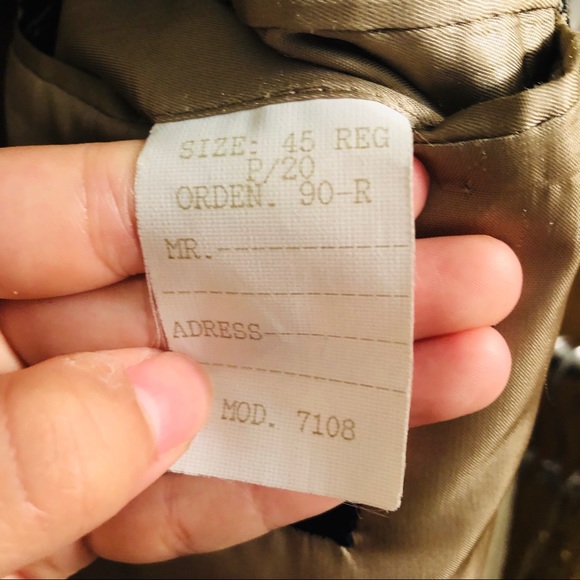 SIZE: 45 REG
P/20
ORDEN. 90-R
MR.
ADRESS
MOD. 7108